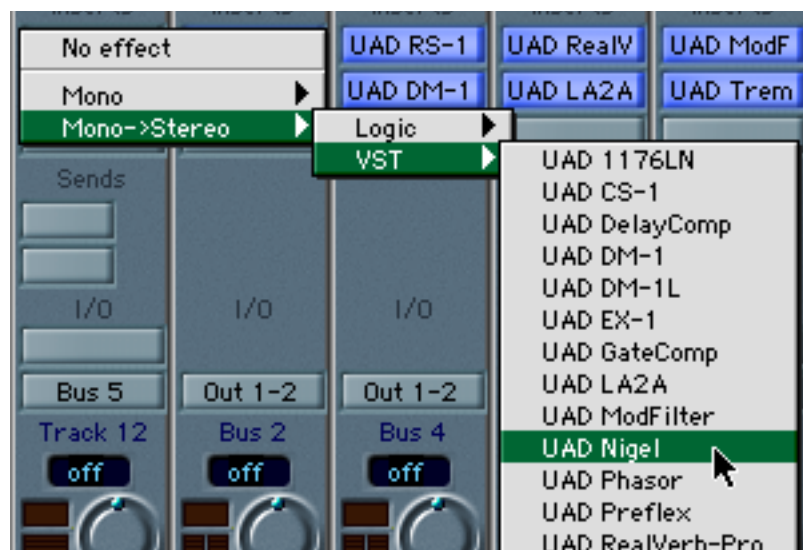 No effect
Mono
Mono->Stereo
Logic
VST
UAD 1176LN
UAD CS-1
UAD DelayComp
UAD DM-1
UAD DM-1L
UAD EX-1
UAD GateComp
UAD LA2A
UAD ModFilter
UAD Nigel
UAD Phasor
UAD Preflex
UAD RealVerb-Pro
UAD RS-1 UAD RealV UAD ModF
UAD DM-1 UAD LA2A UAD Trem
Sends
I/O I/O I/O
Bus 5 Out 1-2 Out 1-2
Track 12 Bus 2 Bus 4
off off off